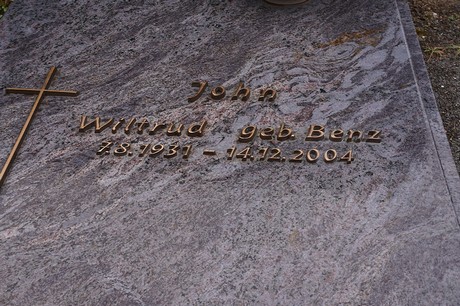 John
Wiltrud geb. Benz
7.8.1931 – 14.12.2004